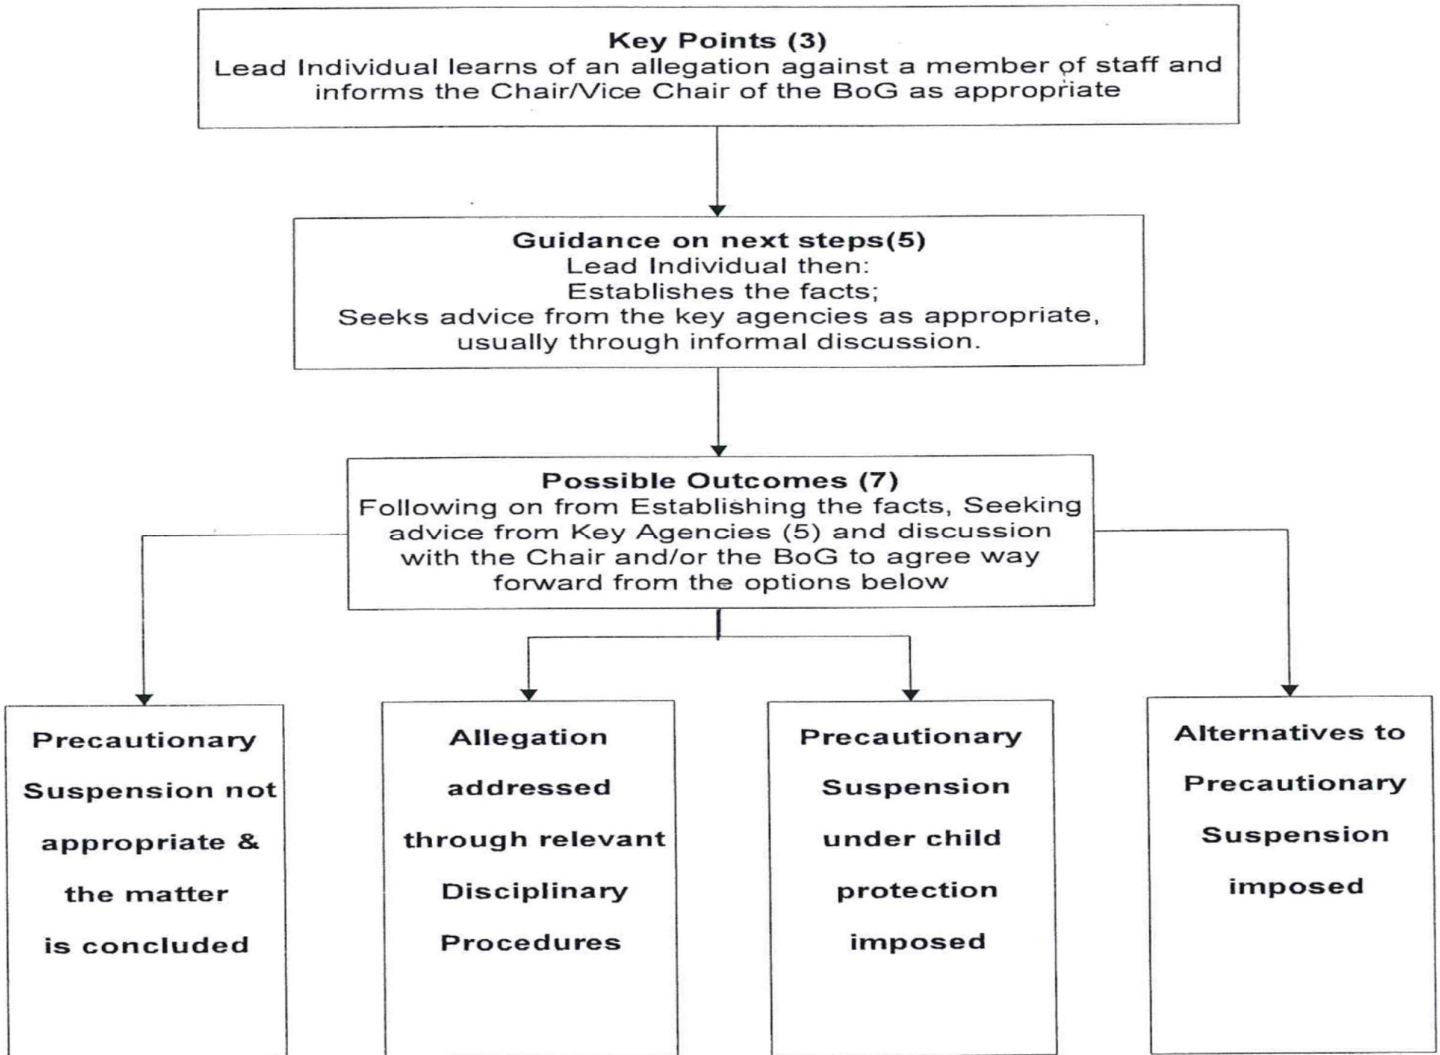 Key Points (3)
Lead Individual learns of an allegation against a member of staff and
informs the Chair/Vice Chair of the BoG as appropriate
Guidance on next steps(5)
Lead Individual then:
Establishes the facts;
Seeks advice from the key agencies as appropriate,
usually through informal discussion.
Possible Outcomes (7)
Following on from Establishing the facts, Seeking
advice from Key Agencies (5) and discussion
with the Chair and/or the BoG to agree way
forward from the options below
Precautionary
Suspension not
appropriate &
the matter
is concluded
Allegation
addressed
through relevant
Disciplinary
Procedures
Precautionary
Suspension
under child
protection
imposed
Alternatives to
Precautionary
Suspension
imposed